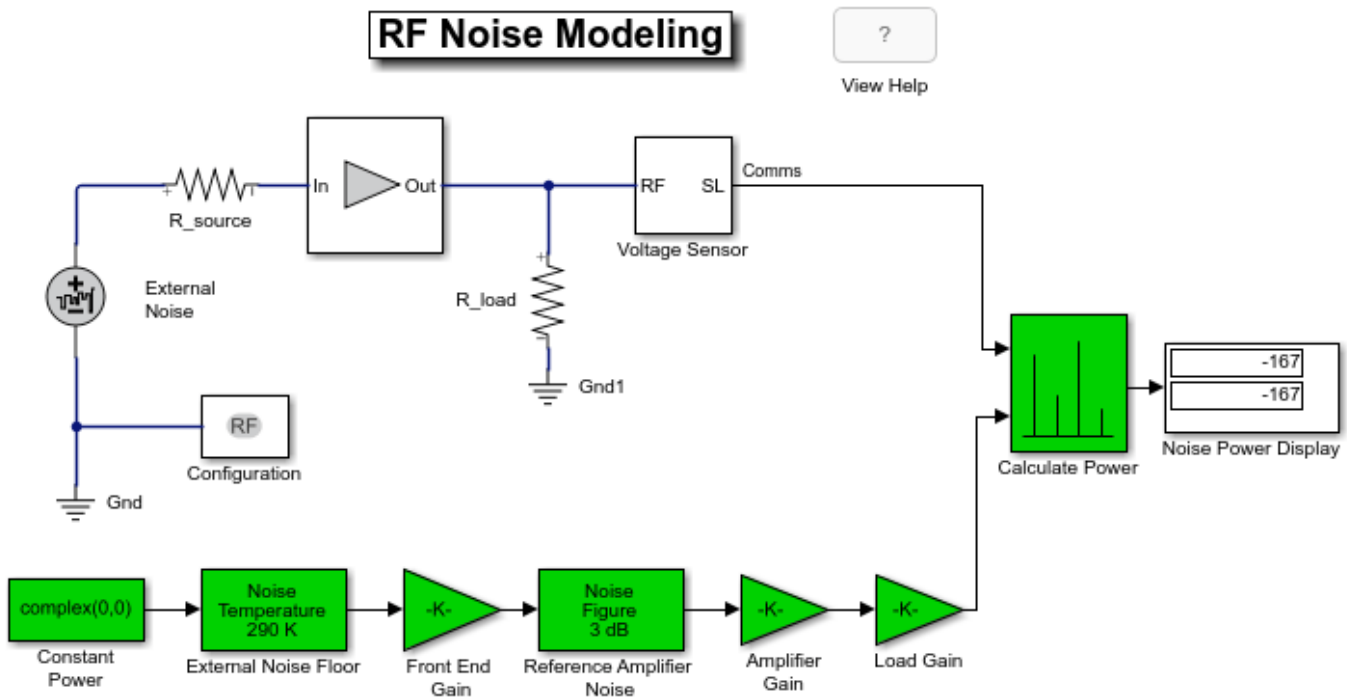 RF Noise Modeling
?
View Help
In
Out
RF
SL
Comms
R_source
Voltage Sensor
External
Noise
R_load
Gnd1
RF
Configuration
Gnd
-167
-167
Noise Power Display
Calculate Power
complex(0,0)
Constant
Power
Noise
Temperature
290 K
External Noise Floor
-K-
Front End
Gain
Noise
Figure
3 dB
Reference Amplifier
Noise
-K-
Amplifier
Gain
-K-
Load Gain